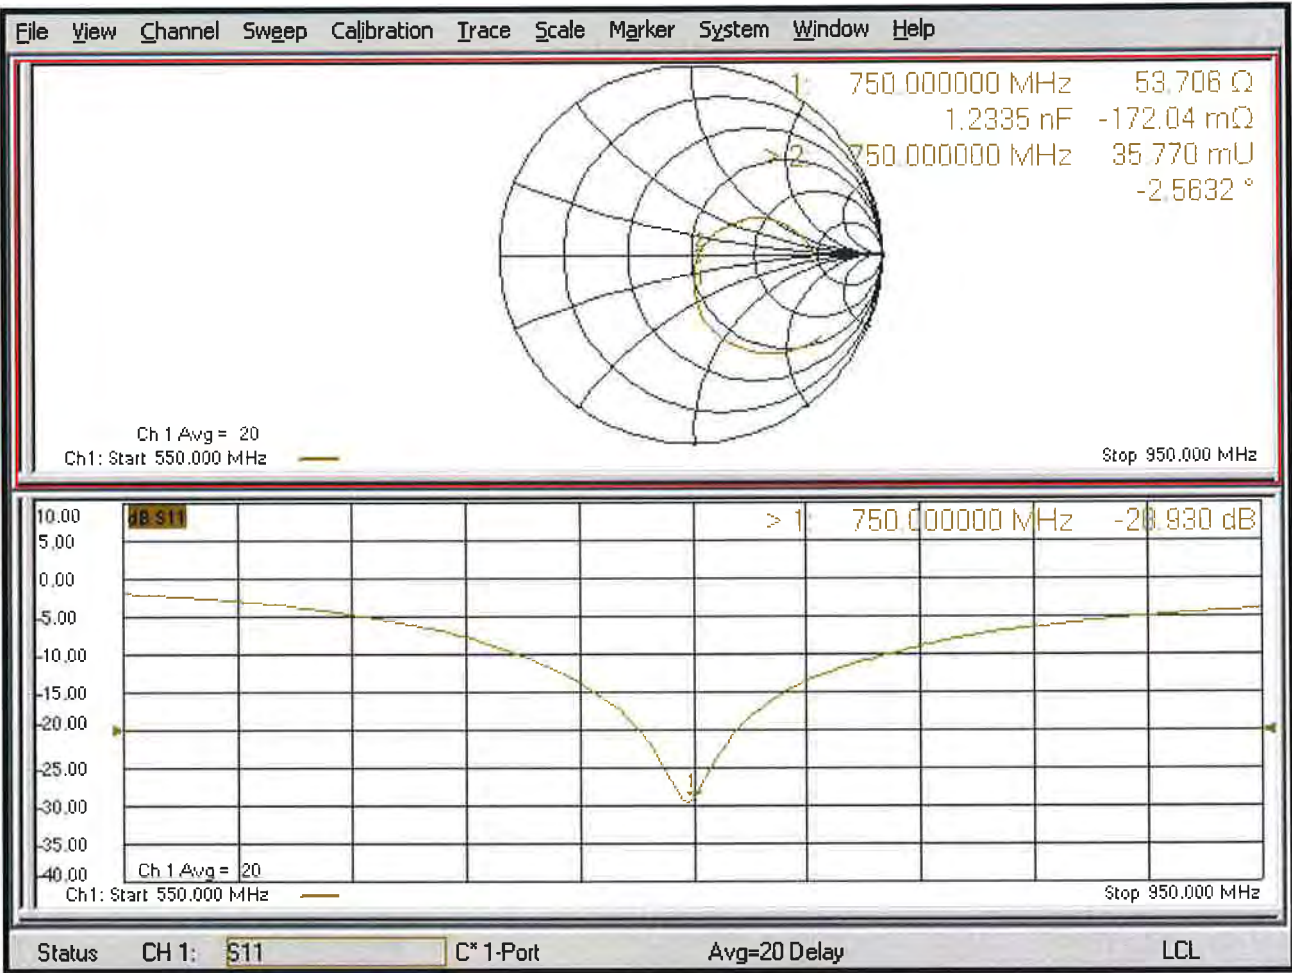 File View Channel Sweep Calibration Trace Scale Marker System Window Help
1: 750.000000 MHz 53.706 Ω
1.2335 nF -172.04 mΩ
> 2: 750.000000 MHz 35.770 mU
-2.5632 °
Ch 1 Avg = 20
Ch1: Start 550.000 MHz
Stop 950.000 MHz
10.00
5.00
0.00
-5.00
-10.00
-15.00
-20.00
-25.00
-30.00
-35.00
-40.00
dB S11
> 1: 750.000000 MHz -28.930 dB
1
Ch 1 Avg = 20
Ch1: Start 550.000 MHz
Stop 950.000 MHz
Status CH 1: S11 C* 1-Port Avg=20 Delay LCL